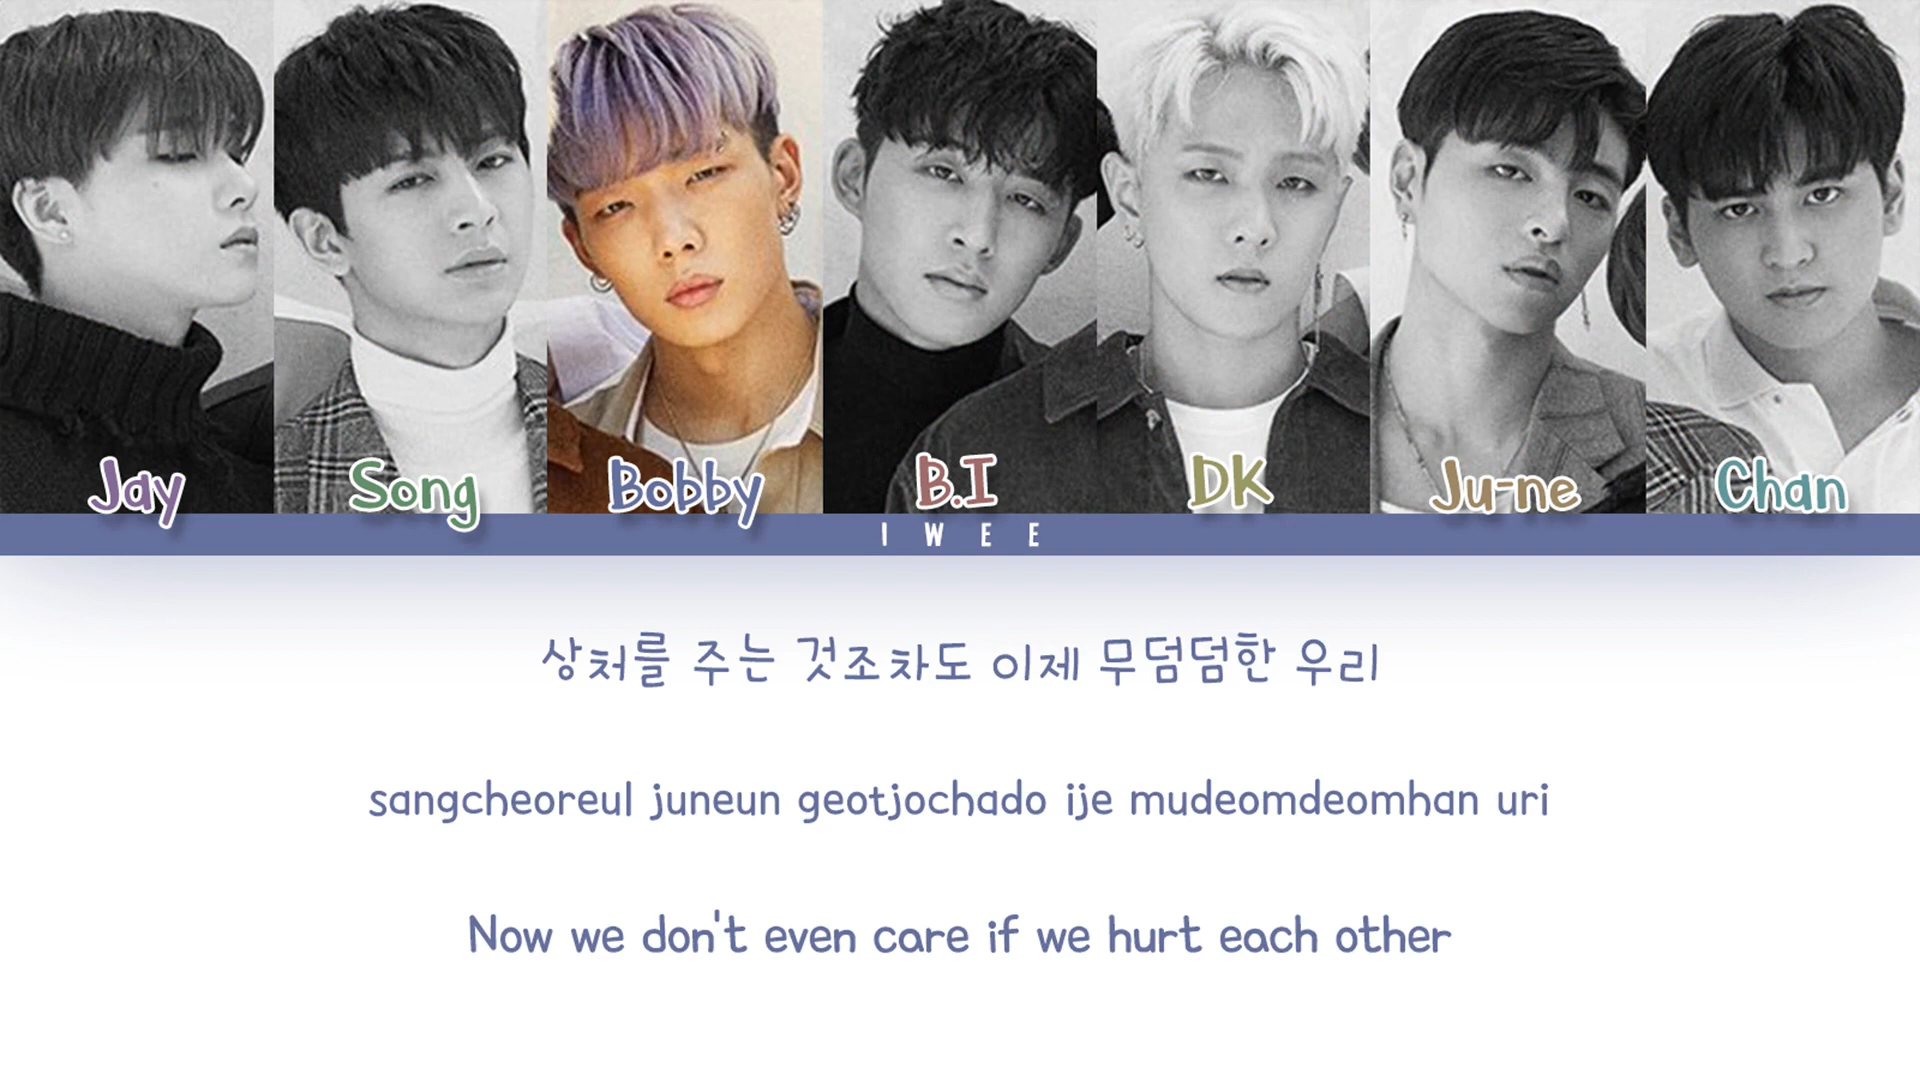 Jay Song Bobby B.I DK Ju-ne Chan
IWEE
상처를 주는 것조차도 이제 무덤덤한 우리
sangcheoreul juneun geotjochado ije mudeomdeomhan uri
Now we don't even care if we hurt each other